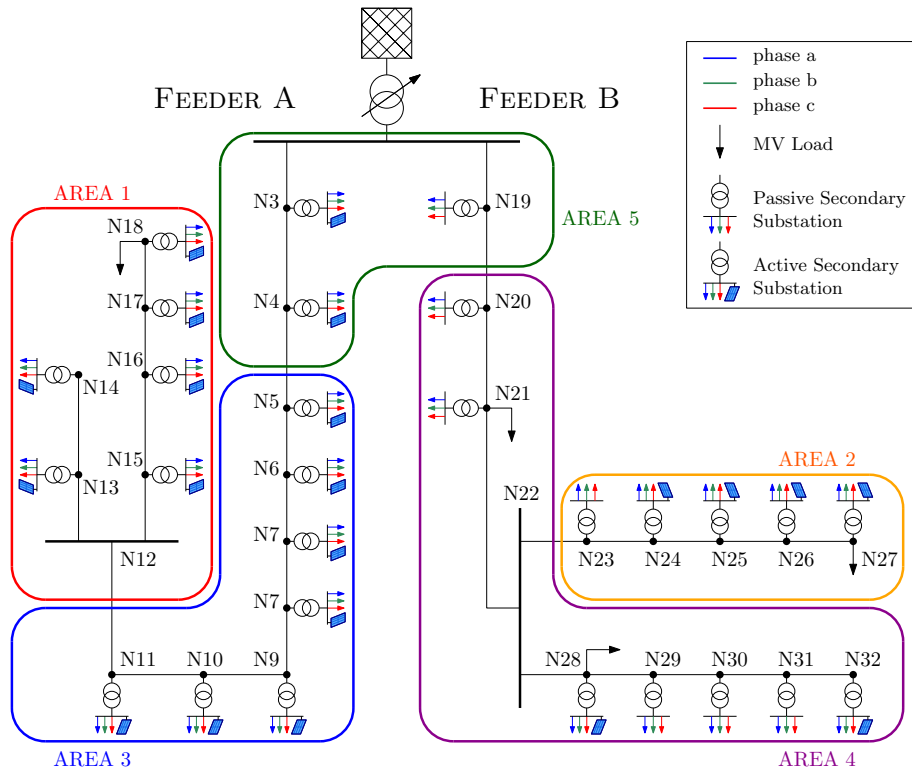 FEEDER A
FEEDER B
phase a
phase b
phase c
MV Load
Passive Secondary
Substation
Active Secondary
Substation
AREA 1
N18
N17
N16
N14
N15
N13
N12
N3
N4
N19
AREA 5
N20
N21
N5
N6
N7
N7
N22
AREA 2
N23
N24
N25
N26
N27
N11
N10
N9
N28
N29
N30
N31
N32
AREA 3
AREA 4